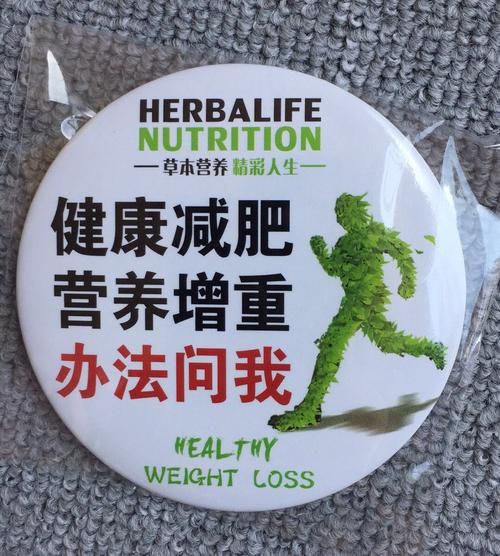 HERBALIFE
NUTRITION
草本营养 精彩人生
健康减肥
营养增重
办法问我
HEALTHY
WEIGHT LOSS